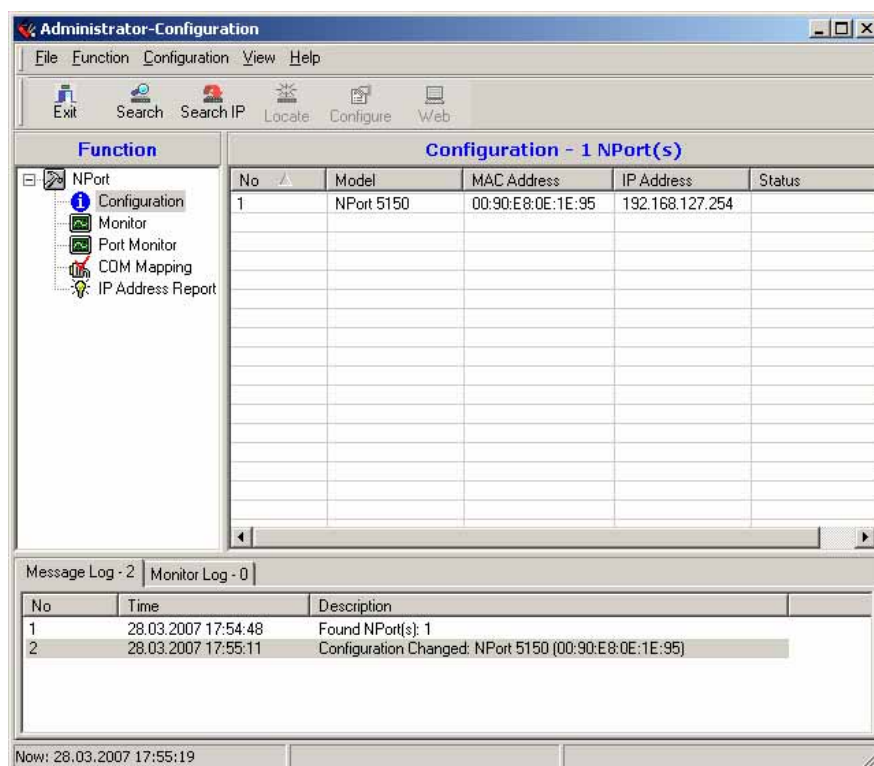 Administrator-Configuration
File Function Configuration View Help
Exit Search Search IP Locate Configure Web
Function
Configuration - 1 NPort(s)
NPort
Configuration
Monitor
Port Monitor
COM Mapping
IP Address Report
No Model MAC Address IP Address Status
1 NPort 5150 00:90:E8:0E:1E:95 192.168.127.254
Message Log - 2 Monitor Log - 0
No Time Description
1 28.03.2007 17:54:48 Found NPort(s): 1
2 28.03.2007 17:55:11 Configuration Changed: NPort 5150 (00:90:E8:0E:1E:95)
Now: 28.03.2007 17:55:19